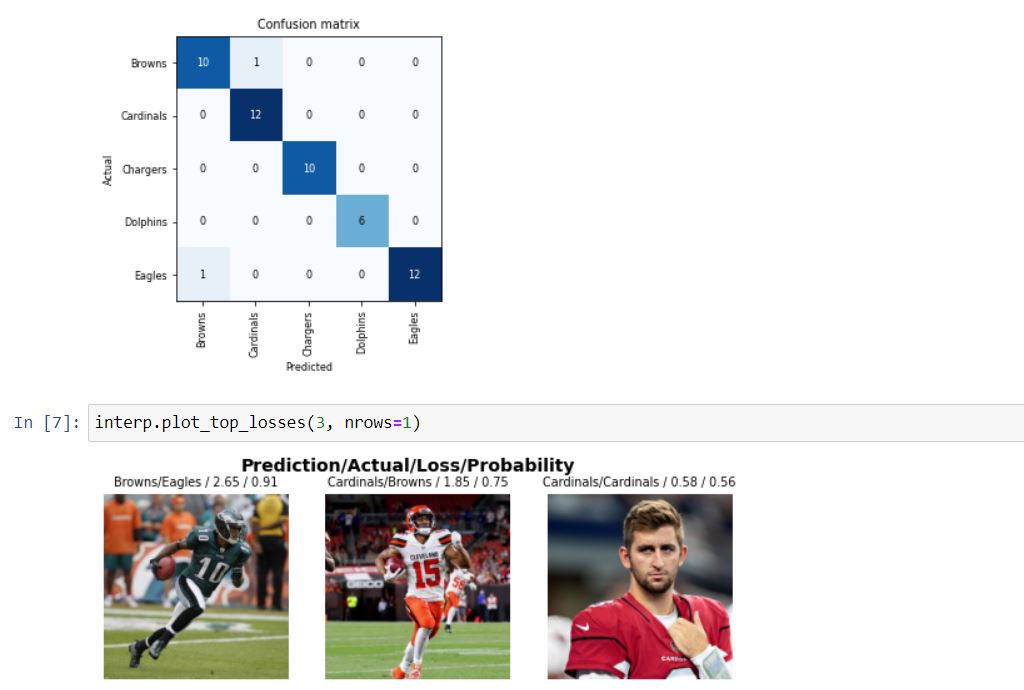 Confusion matrix
Browns 10 1 0 0 0
Cardinals 0 12 0 0 0
Chargers 0 0 10 0 0
Dolphins 0 0 0 6 0
Eagles 1 0 0 0 12
Actual
Browns Cardinals Chargers Dolphins Eagles
Predicted
In [7]: interp.plot_top_losses(3, nrows=1)
Prediction/Actual/Loss/Probability
Browns/Eagles / 2.65 / 0.91
Cardinals/Browns / 1.85 / 0.75
Cardinals/Cardinals / 0.58 / 0.56
10
10
CLEVELAND
15
GEICO
58